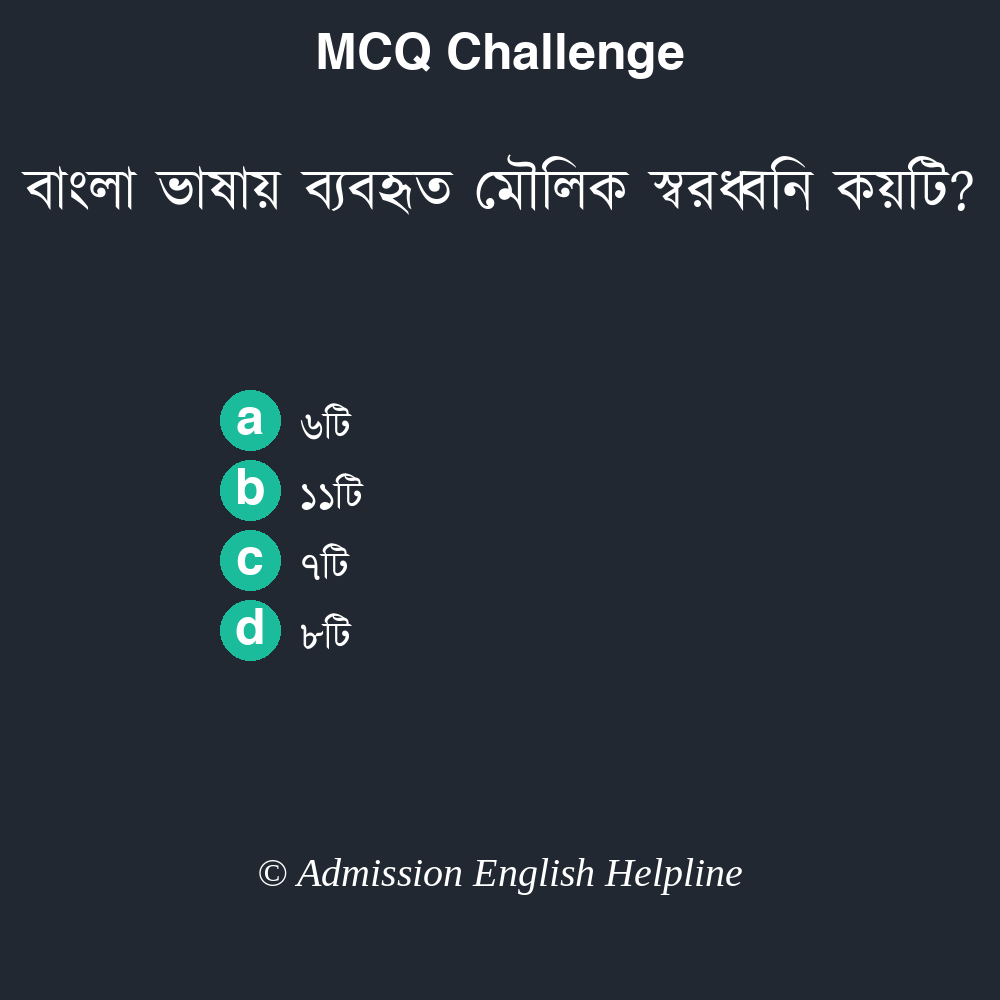 MCQ Challenge
বাংলা ভাষায় ব্যবহৃত মৌলিক স্বরধ্বনি কয়টি?
a ৬টি
b ১১টি
c ৭টি
d ৮টি
© Admission English Helpline